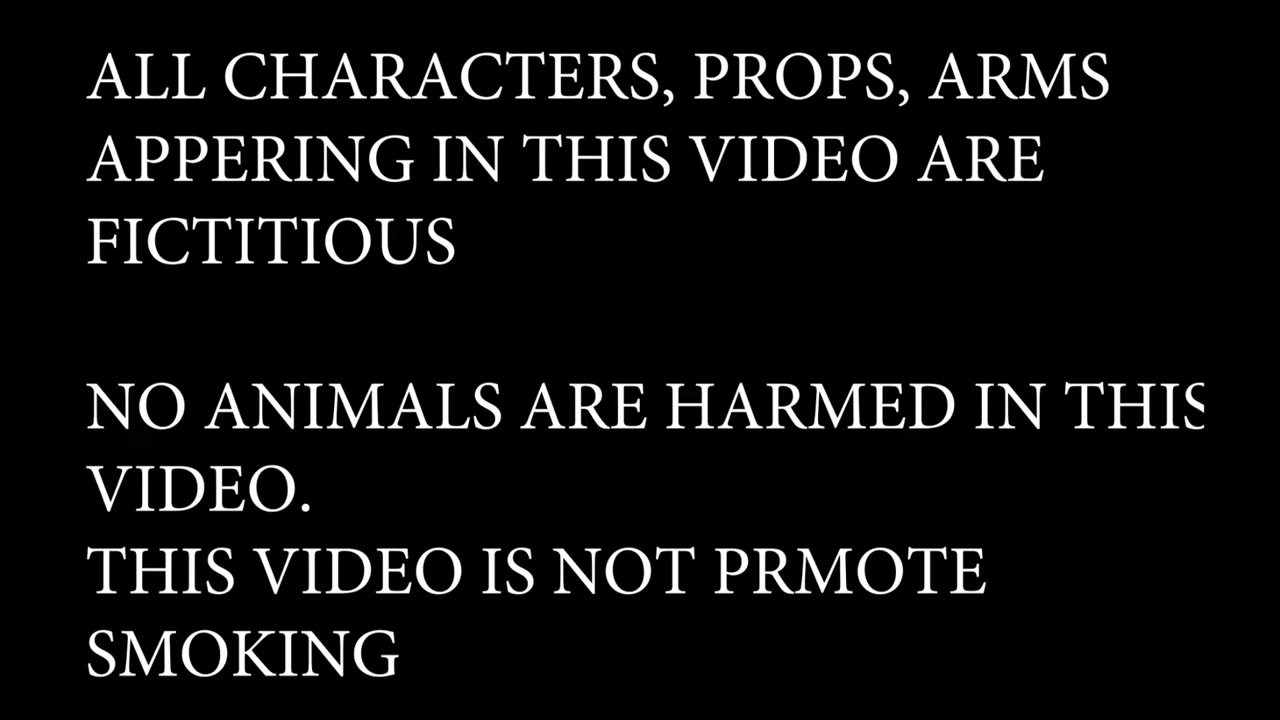 ALL CHARACTERS, PROPS, ARMS
APPERING IN THIS VIDEO ARE
FICTITIOUS
NO ANIMALS ARE HARMED IN THIS
VIDEO.
THIS VIDEO IS NOT PRMOTE
SMOKING